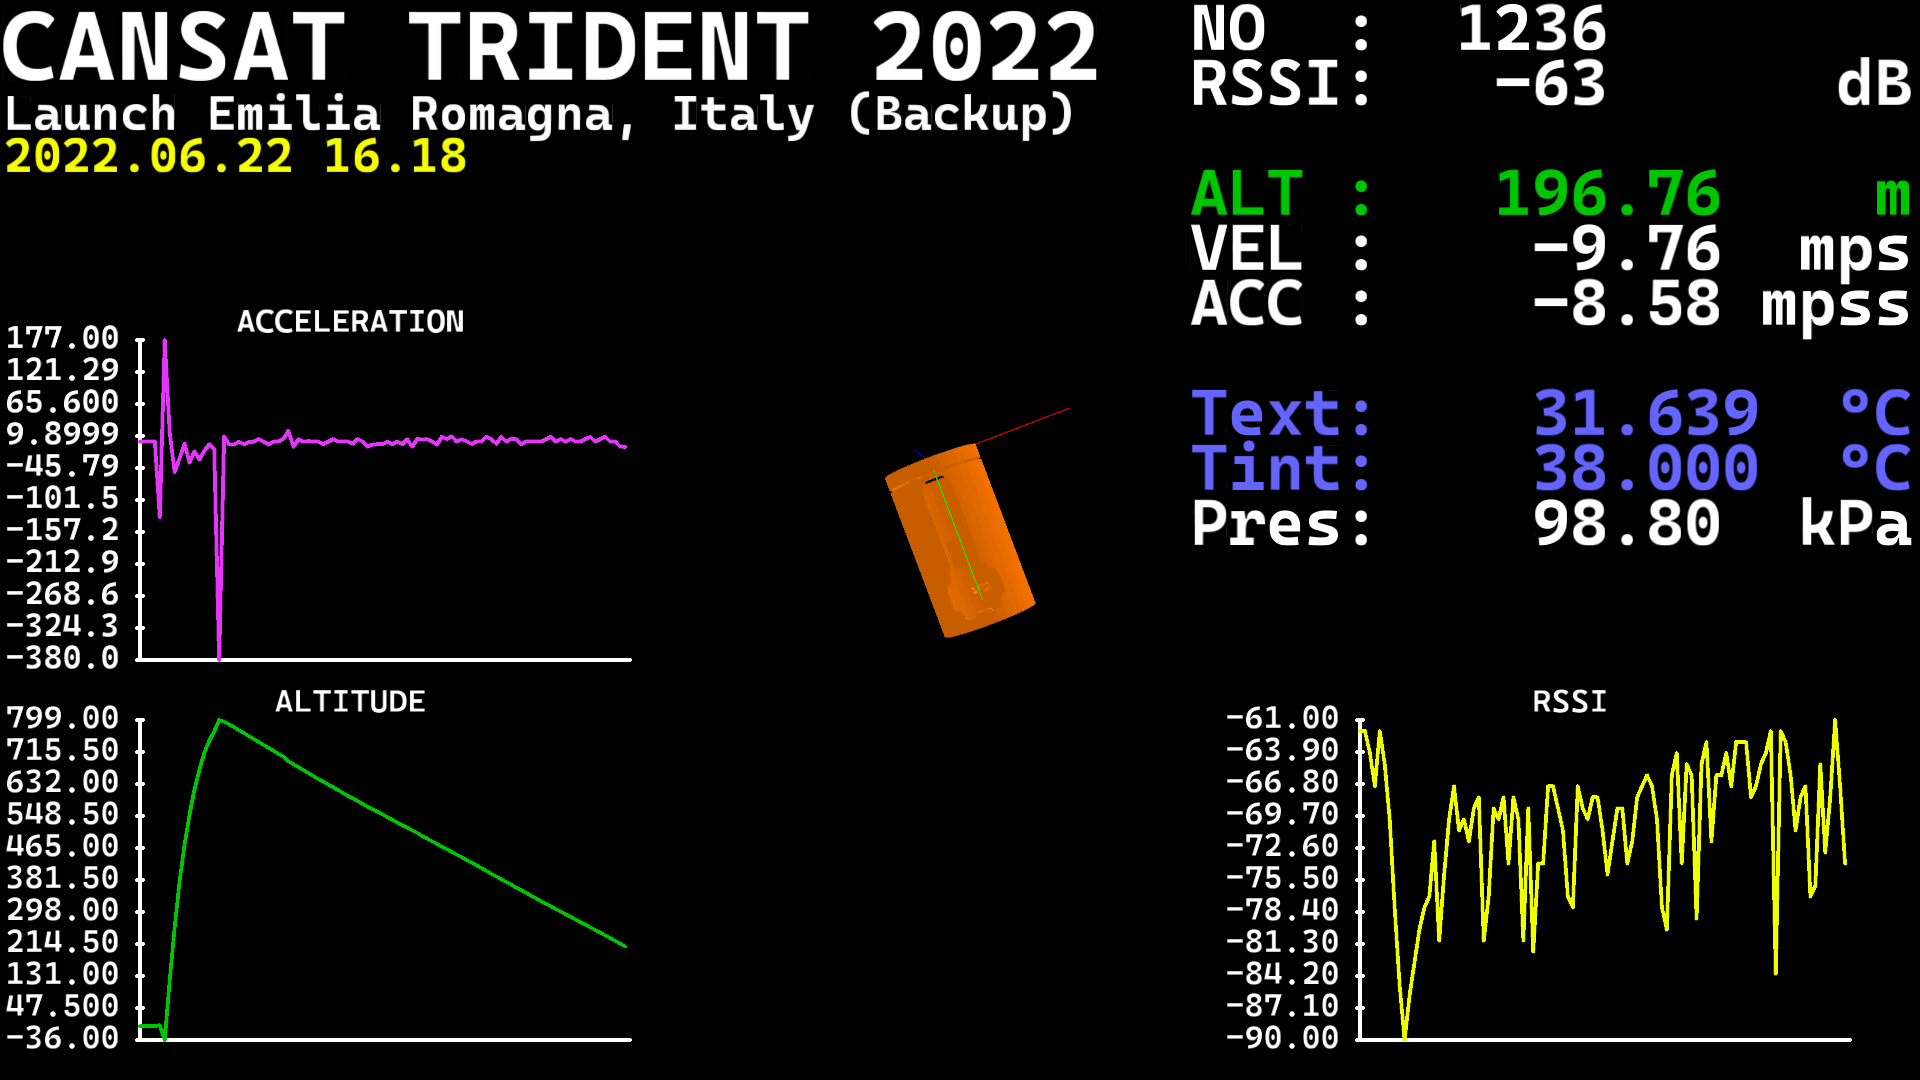 CANSAT TRIDENT 2022
Launch Emilia Romagna, Italy (Backup)
2022.06.22 16.18
NO : 1236
RSSI: −63 dB
ALT : 196.76 m
VEL : −9.76 mps
ACC : −8.58 mpss
Text: 31.639 °C
Tint: 38.000 °C
Pres: 98.80 kPa
ACCELERATION
177.00
121.29
65.600
9.8999
−45.79
−101.5
−157.2
−212.9
−268.6
−324.3
−380.0
ALTITUDE
799.00
715.50
632.00
548.50
465.00
381.50
298.00
214.50
131.00
47.500
−36.00
RSSI
−61.00
−63.90
−66.80
−69.70
−72.60
−75.50
−78.40
−81.30
−84.20
−87.10
−90.00